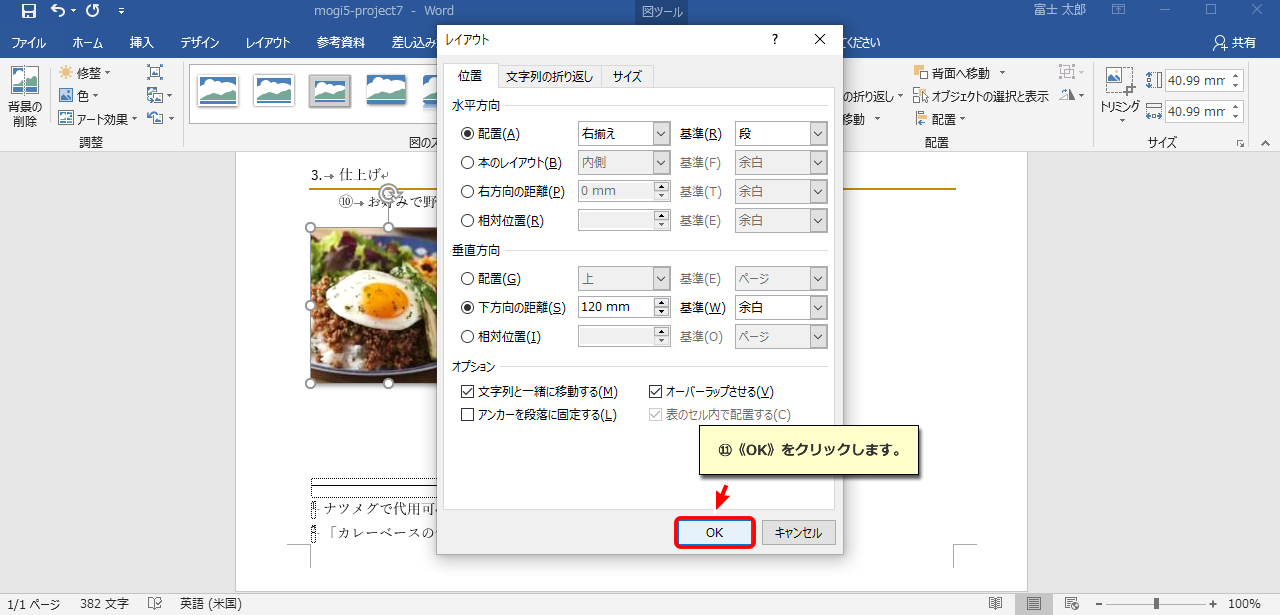 mogi5-project7 - Word
図ツール
富士 太郎
ファイル ホーム 挿入 デザイン レイアウト 参考資料 差し込み
ください
共有
背景の
削除
修整
色
アート効果
調整
図のス
の折り返し
移動
背面へ移動
オブジェクトの選択と表示
配置
配置
トリミング
40.99 mm
40.99 mm
サイズ
3.→ 仕上げ↵
⑩→ お好みで野
ナツメグで代用可
「カレーベースの
レイアウト
? ×
位置 文字列の折り返し サイズ
水平方向
配置(A) 右揃え 基準(R) 段
本のレイアウト(B) 内側 基準(F) 余白
右方向の距離(P) 0 mm 基準(T) 余白
相対位置(R) 基準(E) 余白
垂直方向
配置(G) 上 基準(E) ページ
下方向の距離(S) 120 mm 基準(W) 余白
相対位置(I) 基準(O) ページ
オプション
文字列と一緒に移動する(M) オーバーラップさせる(V)
アンカーを段落に固定する(L) 表のセル内で配置する(C)
⑪《OK》をクリックします。
OK キャンセル
1/1 ページ 382 文字 英語 (米国)
100%